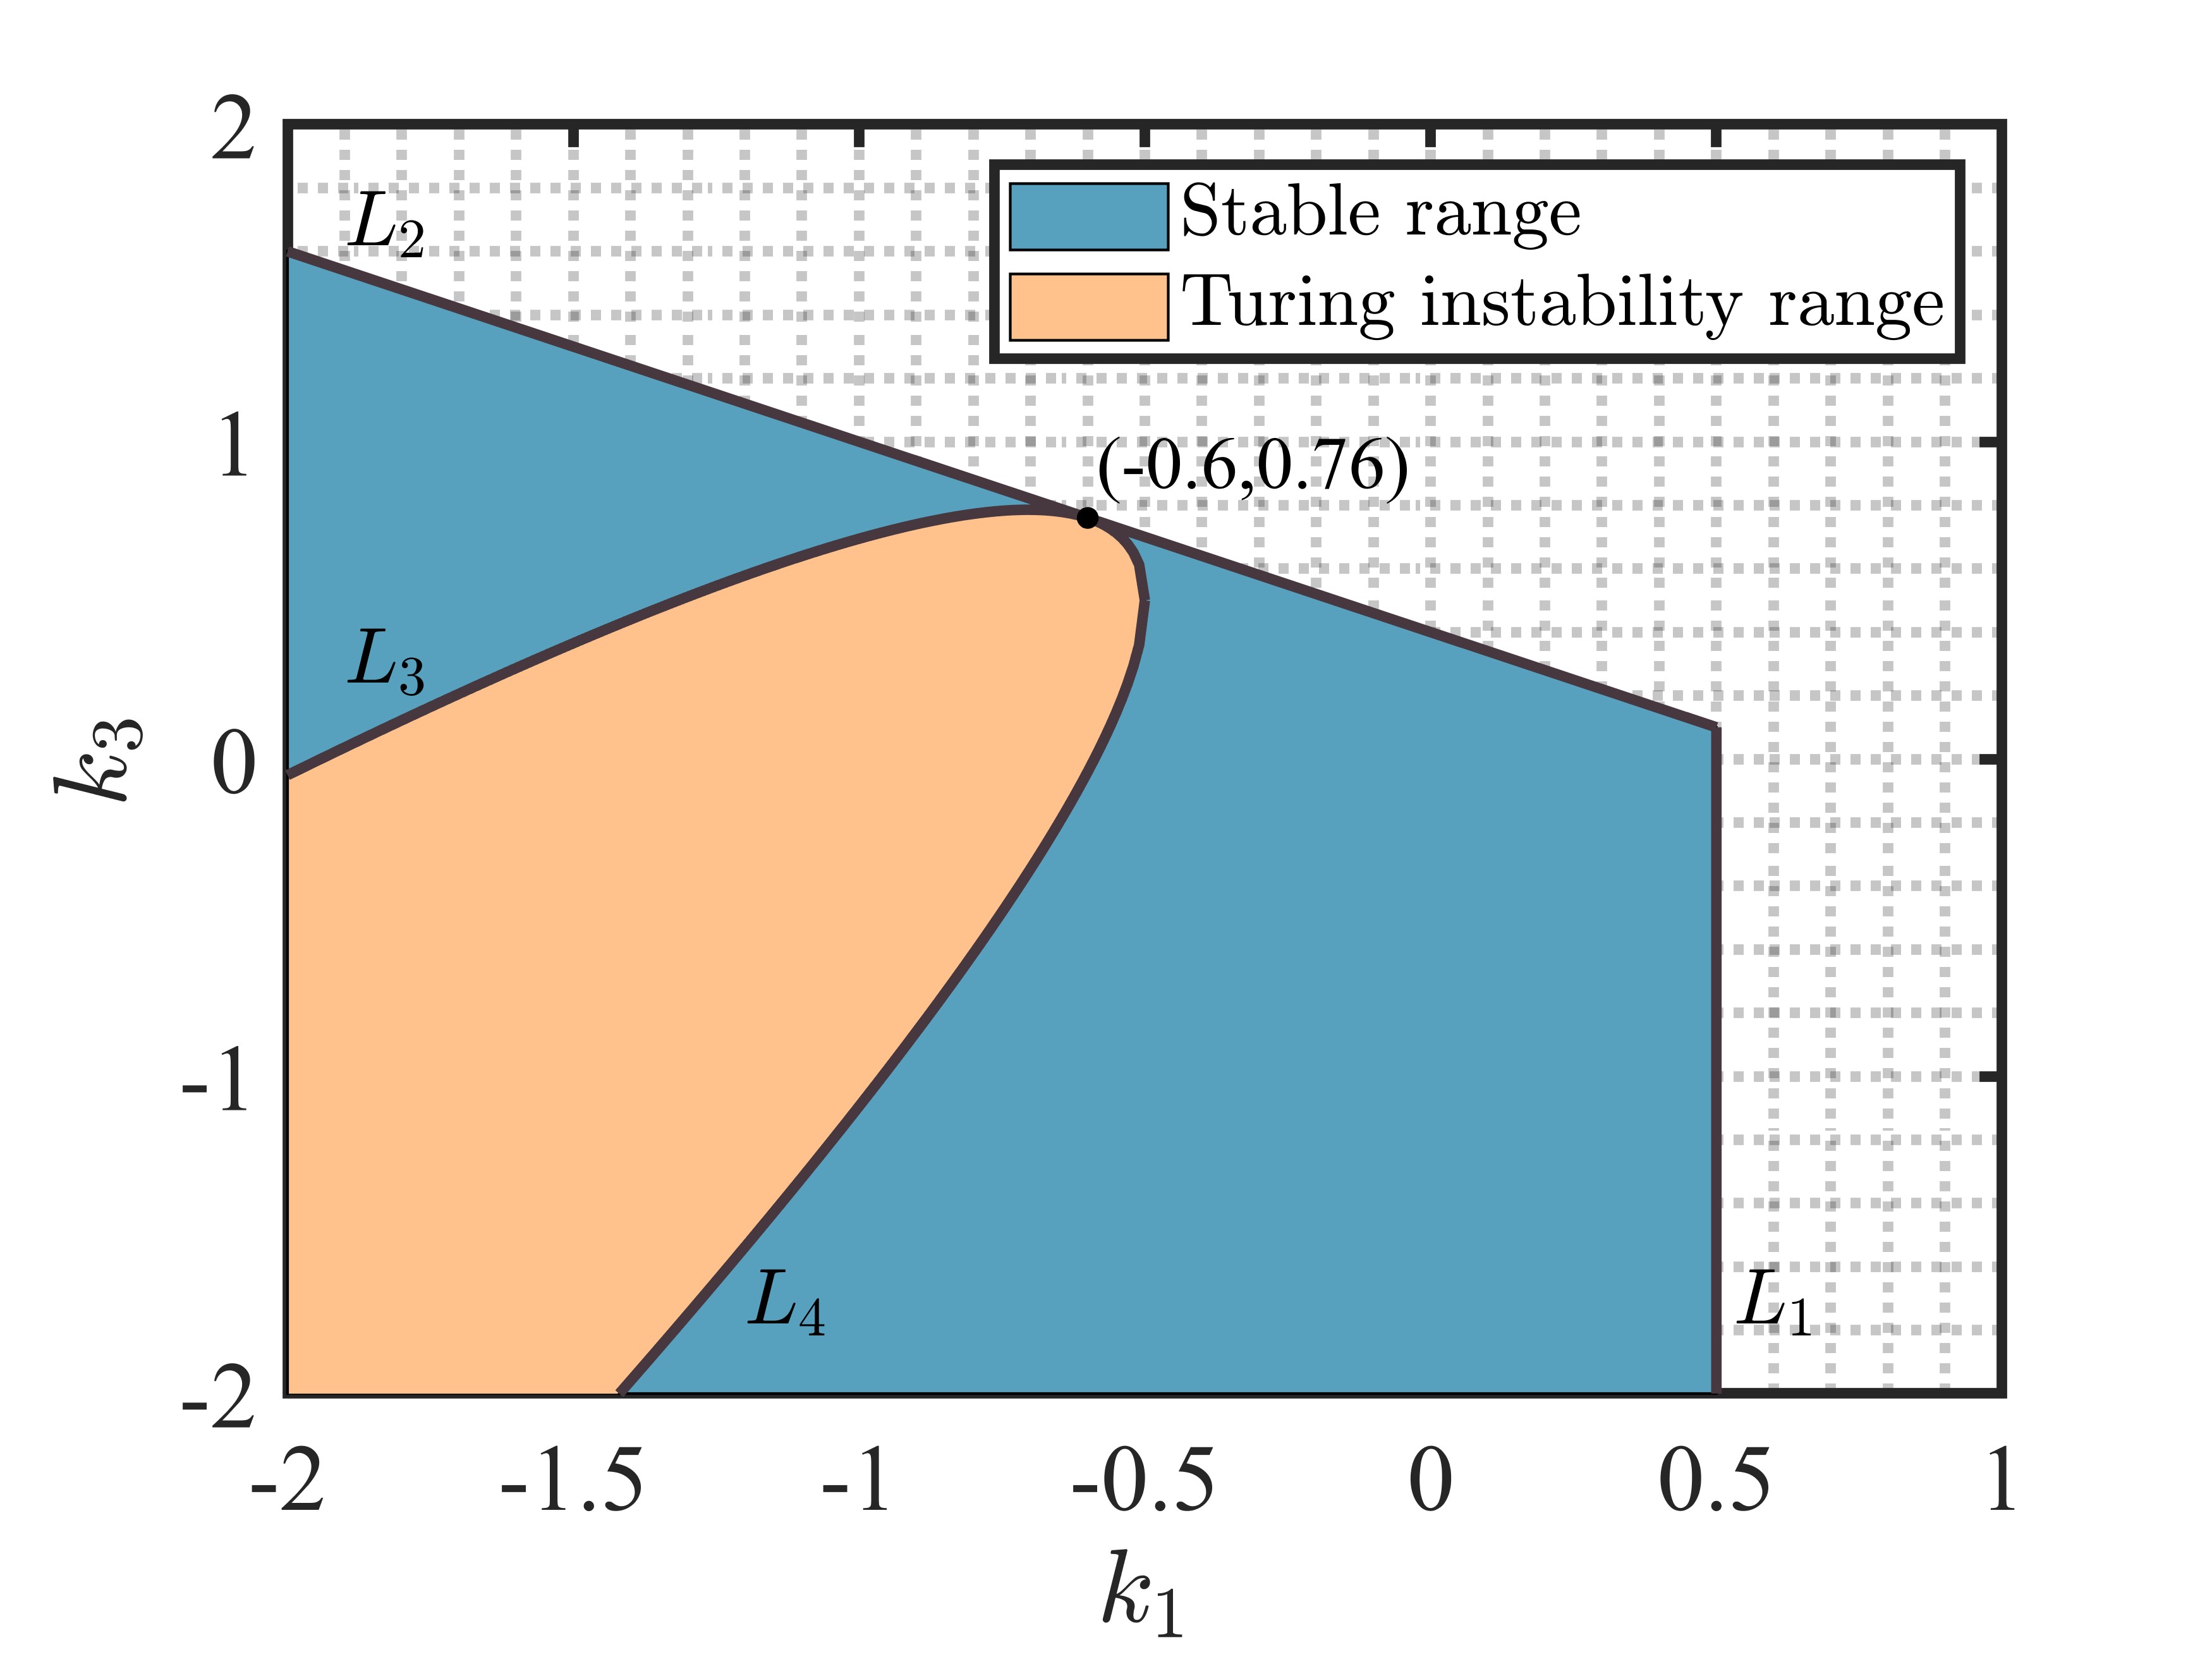 2
1
0
-1
-2
k3
L2
Stable range
Turing instability range
(-0.6,0.76)
L3
L4
L1
-2 -1.5 -1 -0.5 0 0.5 1
k1